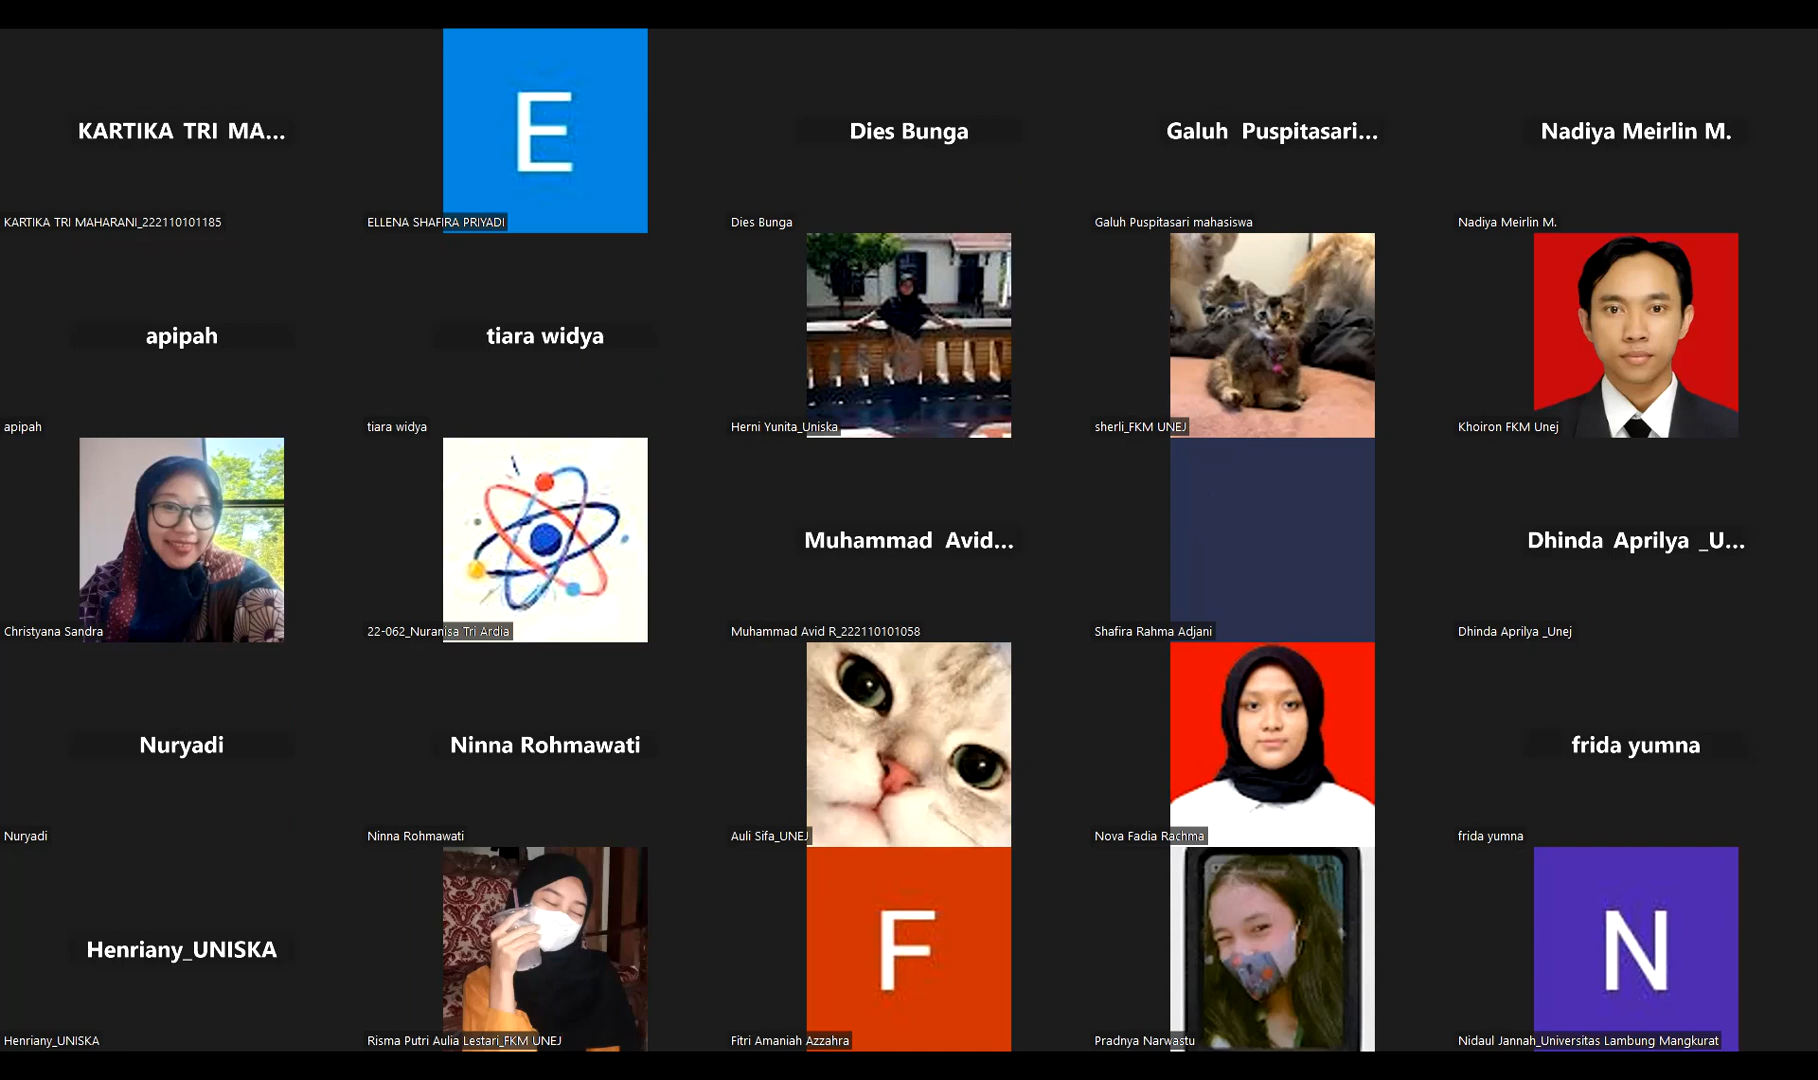 KARTIKA TRI MA...
E
Dies Bunga
Galuh Puspitasari...
Nadiya Meirlin M.
KARTIKA TRI MAHARANI_222110101185
ELLENA SHAFIRA PRIYADI
Dies Bunga
Galuh Puspitasari mahasiswa
Nadiya Meirlin M.
apipah
tiara widya
apipah
tiara widya
Herni Yunita_Uniska
sherli_FKM UNEJ
Khoiron FKM Unej
Muhammad Avid...
Dhinda Aprilya _U...
Christyana Sandra
22-062_Nuranisa Tri Ardia
Muhammad Avid R_222110101058
Shafira Rahma Adjani
Dhinda Aprilya _Unej
Nuryadi
Ninna Rohmawati
frida yumna
Nuryadi
Ninna Rohmawati
Auli Sifa_UNEJ
Nova Fadia Rachma
frida yumna
Henriany_UNISKA
F
N
Henriany_UNISKA
Risma Putri Aulia Lestari_FKM UNEJ
Fitri Amaniah Azzahra
Pradnya Narwastu
Nidaul Jannah_Universitas Lambung Mangkurat